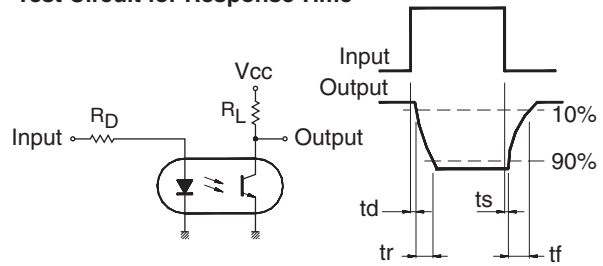 Test Circuit for Response Time
Input
Output
Vcc
RD
RL
Input
Output
10%
90%
td
ts
tr
tf